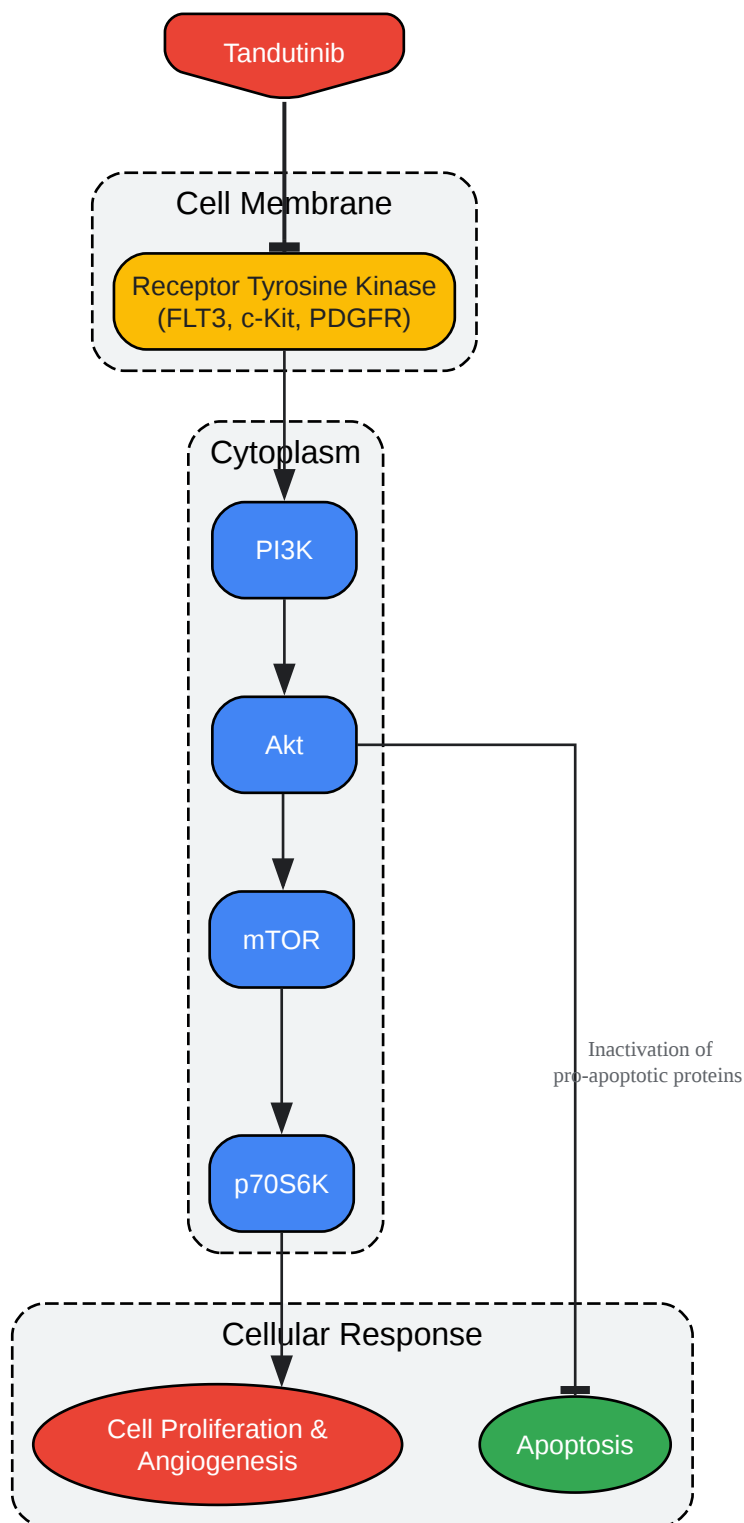 Tandutinib
Cell Membrane
Receptor Tyrosine Kinase
(FLT3, c-Kit, PDGFR)
Cytoplasm
PI3K
Akt
mTOR
Inactivation of
pro-apoptotic proteins
p70S6K
Cellular Response
Cell Proliferation &
Angiogenesis
Apoptosis